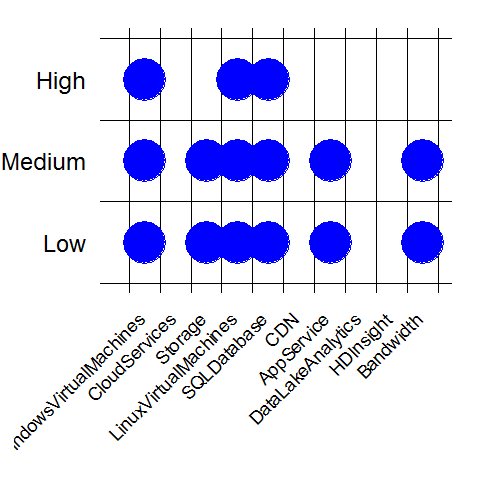 High
Medium
Low
ndowsVirtualMachines
CloudServices
Storage
LinuxVirtualMachines
SQLDatabase
CDN
AppService
DataLakeAnalytics
HDInsight
Bandwidth